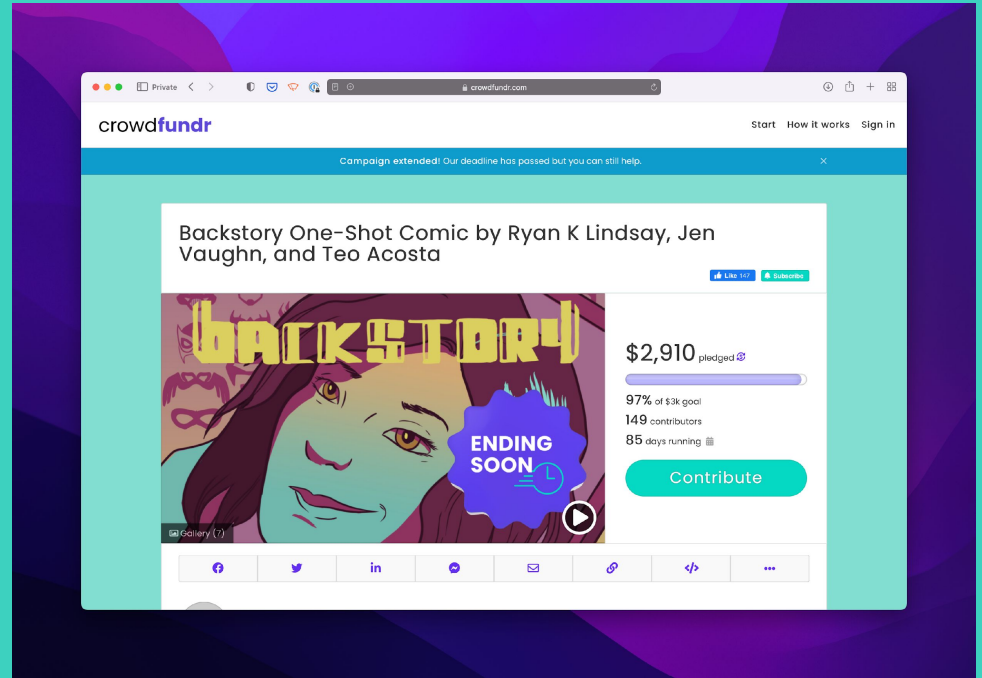 Private
crowdfundr.com
crowdfundr
Start How it works Sign in
Campaign extended! Our deadline has passed but you can still help.
Backstory One-Shot Comic by Ryan K Lindsay, Jen
Vaughn, and Teo Acosta
Like 147
Subscribe
BACKSTORY
ENDING
SOON
Gallery (7)
$2,910 pledged
97% of $3k goal
149 contributors
85 days running
Contribute